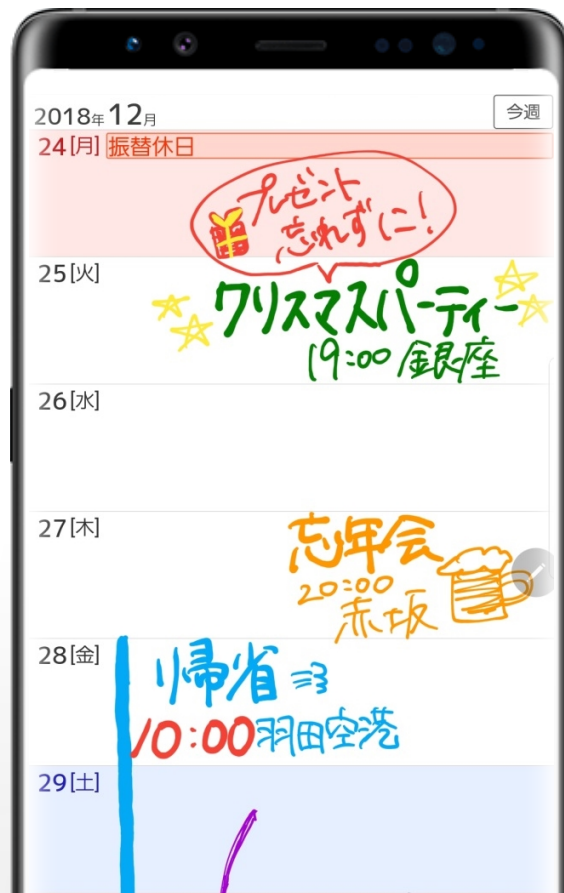 2018年12月
今週
24[月] 振替休日
プレゼント
忘れずに!
25[火]
クリスマスパーティー
19:00 銀座
26[水]
27[木]
忘年会
20:00
赤坂
28[金]
帰省
10:00 羽田空港
29[土]